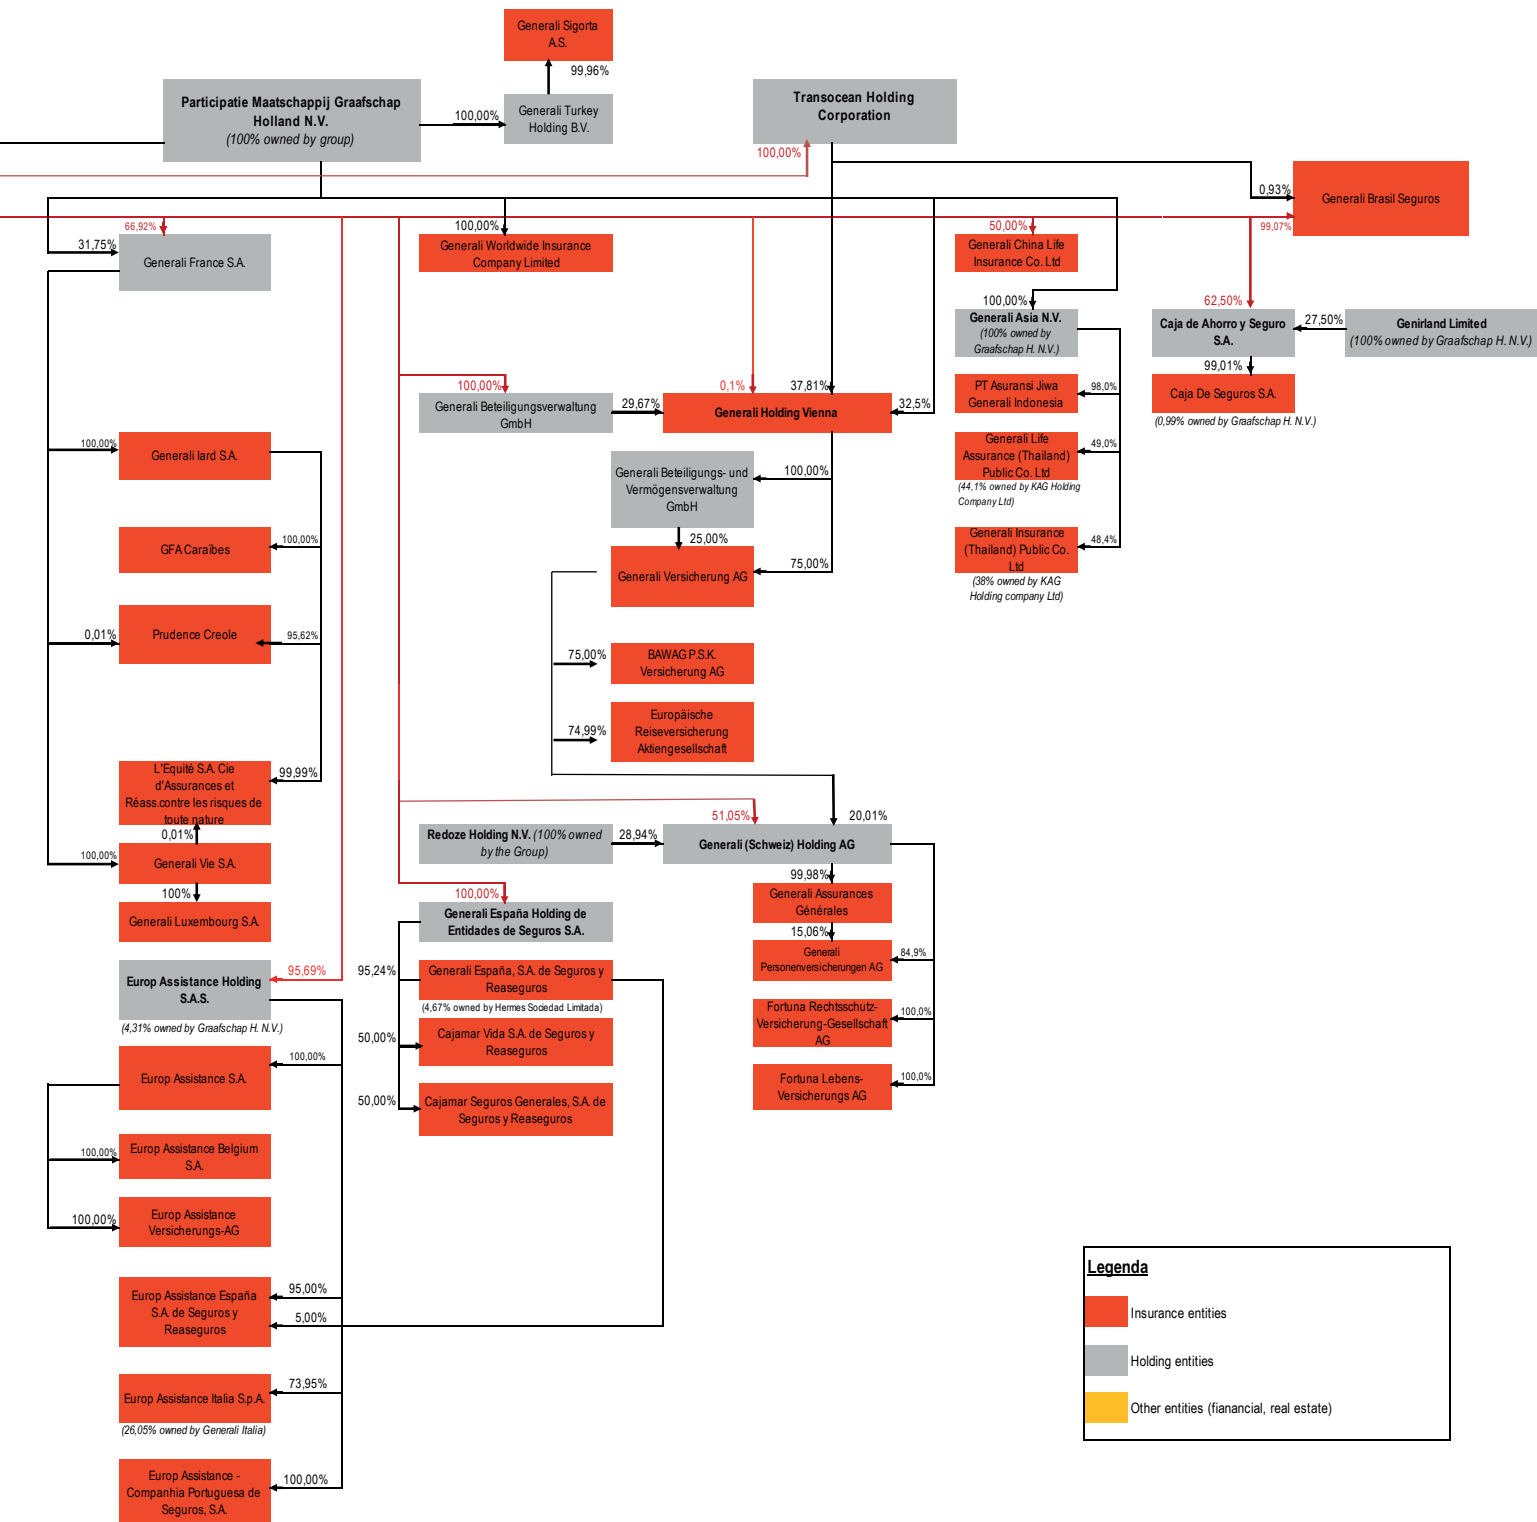 Generali Sigorta
A.S.
99,96%
Participatie Maatschappij Graafschap
Holland N.V.
(100% owned by group)
100,00%
Generali Turkey
Holding B.V.
Transocean Holding
Corporation
100,00%
0,93%
Generali Brasil Seguros
99,07%
66,92%
31,75%
Generali France S.A.
100,00%
Generali Worldwide Insurance
Company Limited
50,00%
Generali China Life
Insurance Co. Ltd
100,00%
Generali Asia N.V.
(100% owned by
Graafschap H. N.V.)
62,50%
Caja de Ahorro y Seguro
S.A.
27,50%
Genirland Limited
(100% owned by Graafschap H. N.V.)
99,01%
Caja De Seguros S.A.
(0,99% owned by Graafschap H. N.V.)
100,00%
Generali Beteiligungsverwaltung
GmbH
29,67%
0,1%
37,81%
Generali Holding Vienna
32,5%
PT Asuransi Jiwa
Generali Indonesia
98,0%
Generali Life
Assurance (Thailand)
Public Co. Ltd
49,0%
(44,1% owned by KAG Holding
Company Ltd)
Generali Insurance
(Thailand) Public Co.
Ltd
48,4%
(38% owned by KAG
Holding company Ltd)
100,00%
Generali Iard S.A.
Generali Beteiligungs- und
Vermögensverwaltung
GmbH
100,00%
25,00%
Generali Versicherung AG
75,00%
GFA Caraïbes
100,00%
0,01%
Prudence Creole
95,62%
75,00%
BAWAG P.S.K.
Versicherung AG
74,99%
Europäische
Reiseversicherung
Aktiengesellschaft
L'Equité S.A. Cie
d'Assurances et
Réass.contre les risques de
toute nature
99,99%
0,01%
100,00%
Generali Vie S.A.
100%
Generali Luxembourg S.A.
51,05%
20,01%
Redoze Holding N.V. (100% owned
by the Group)
28,94%
Generali (Schweiz) Holding AG
99,98%
Generali Assurances
Générales
15,06%
Generali
Personenversicherungen AG
84,9%
Fortuna Rechtsschutz-
Versicherung-Gesellschaft
AG
100,0%
Fortuna Lebens-
Versicherungs AG
100,0%
100,00%
Generali España Holding de
Entidades de Seguros S.A.
95,24%
Generali España, S.A. de Seguros y
Reaseguros
(4,67% owned by Hermes Sociedad Limitada)
50,00%
Cajamar Vida S.A. de Seguros y
Reaseguros
50,00%
Cajamar Seguros Generales, S.A. de
Seguros y Reaseguros
95,69%
Europ Assistance Holding
S.A.S.
(4,31% owned by Graafschap H. N.V.)
100,00%
Europ Assistance S.A.
100,00%
Europ Assistance Belgium
S.A.
100,00%
Europ Assistance
Versicherungs-AG
Europ Assistance España
S.A. de Seguros y
Reaseguros
95,00%
5,00%
Europ Assistance Italia S.p.A.
73,95%
(26,05% owned by Generali Italia)
Europ Assistance -
Companhia Portuguesa de
Seguros, S.A.
100,00%
Legenda
Insurance entities
Holding entities
Other entities (fianancial, real estate)